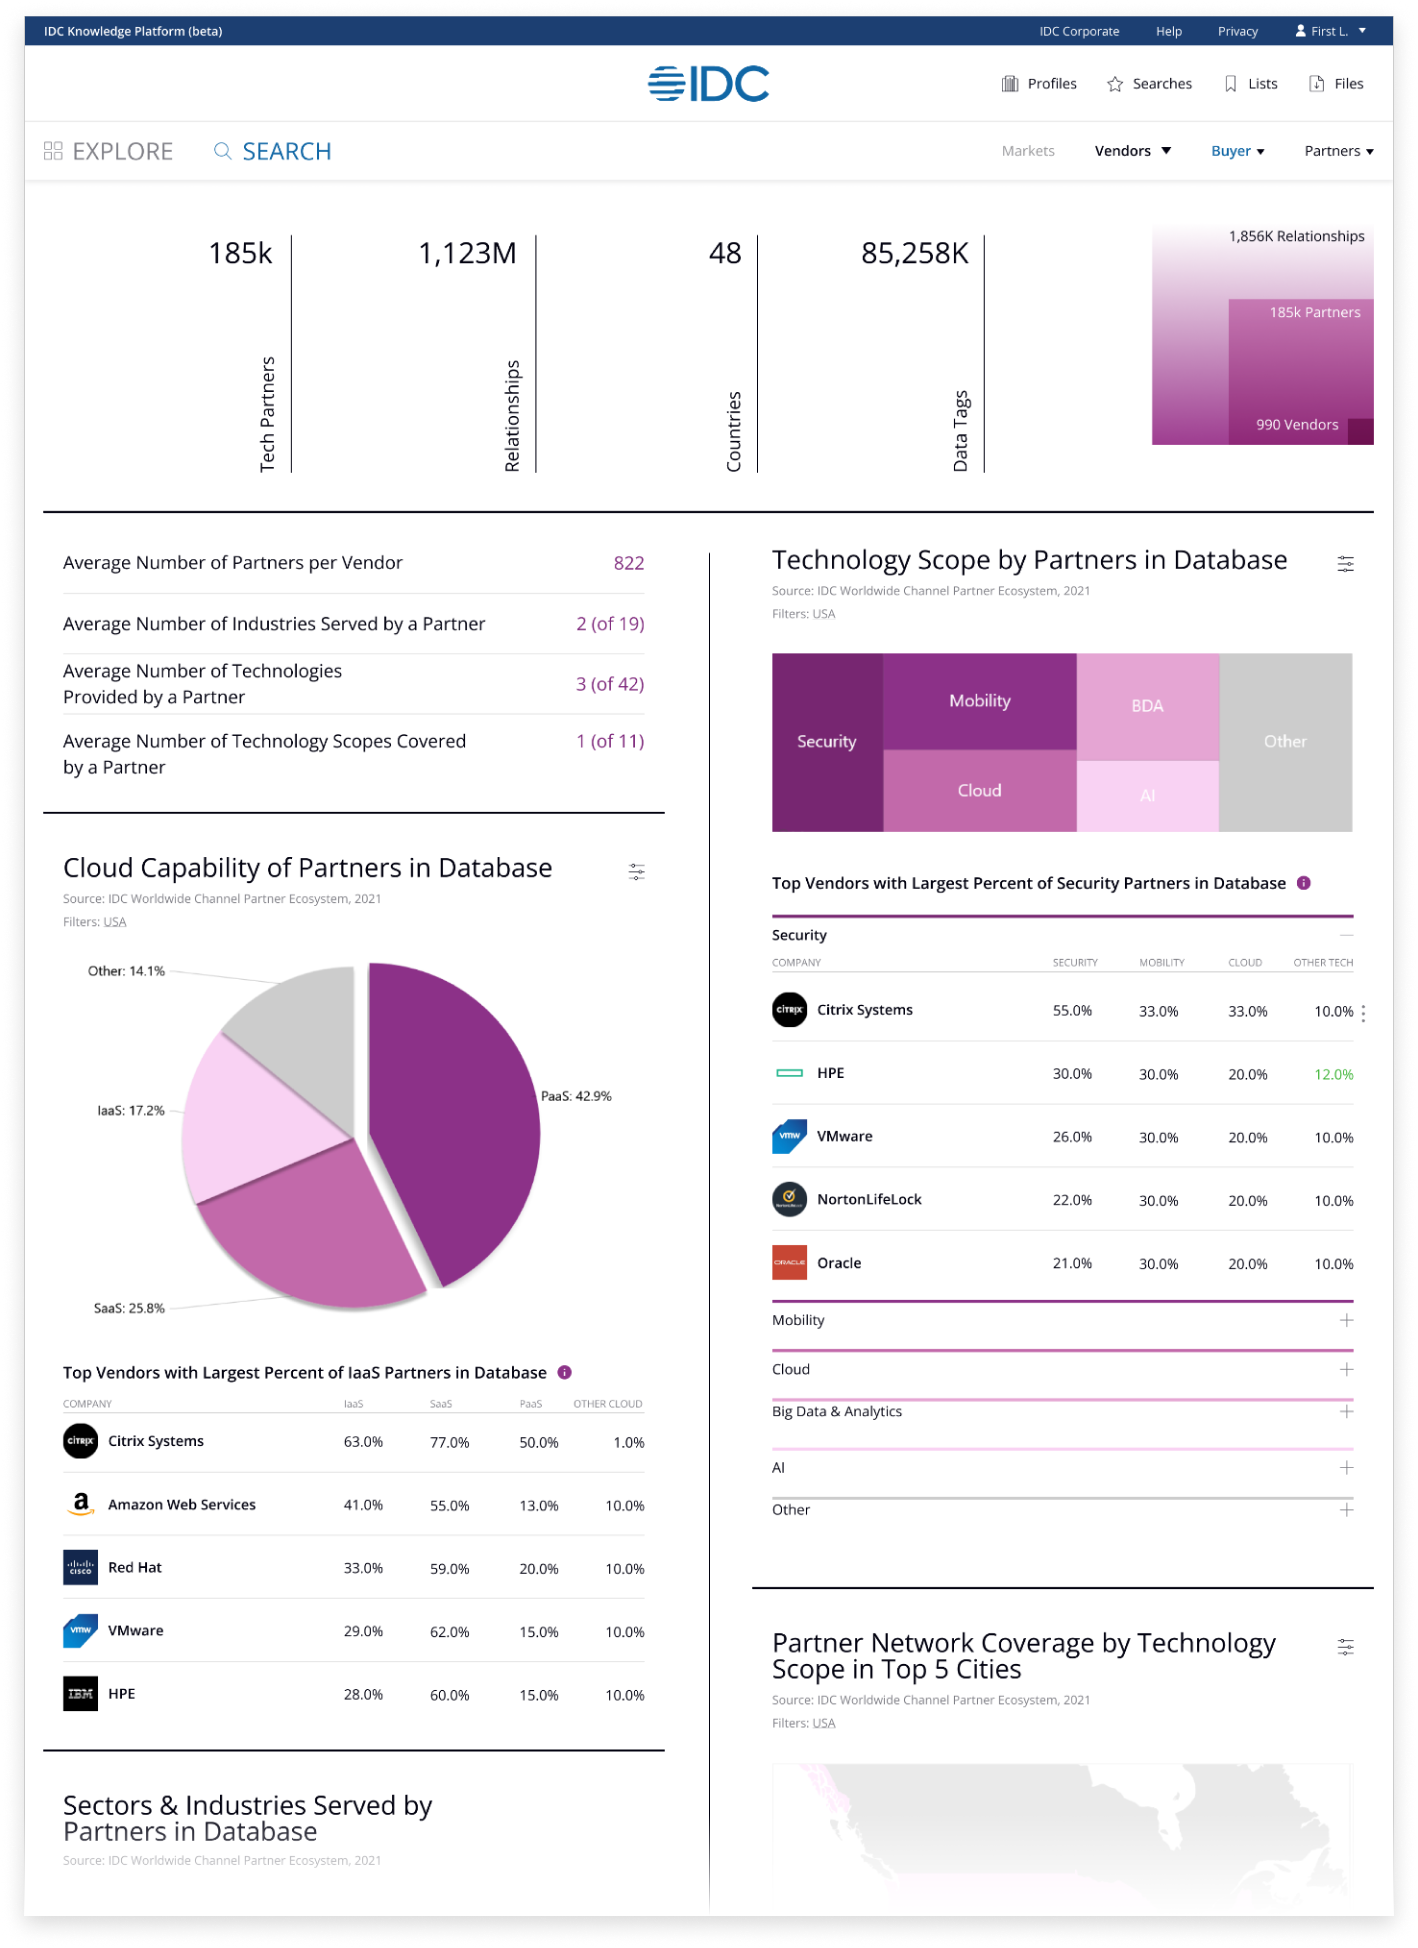 IDC Knowledge Platform (beta)
IDC Corporate Help Privacy First L.
IDC
Profiles Searches Lists Files
EXPLORE SEARCH
Markets Vendors Buyer Partners
185k
Tech Partners
1,123M
Relationships
48
Countries
85,258K
Data Tags
1,856K Relationships
185k Partners
990 Vendors
Average Number of Partners per Vendor 822
Average Number of Industries Served by a Partner 2 (of 19)
Average Number of Technologies
Provided by a Partner
3 (of 42)
Average Number of Technology Scopes Covered
by a Partner
1 (of 11)
Cloud Capability of Partners in Database
Source: IDC Worldwide Channel Partner Ecosystem, 2021
Filters: USA
Other: 14.1%
PaaS: 42.9%
IaaS: 17.2%
SaaS: 25.8%
Top Vendors with Largest Percent of IaaS Partners in Database i
COMPANY IaaS SaaS PaaS OTHER CLOUD
CITRIX Citrix Systems 63.0% 77.0% 50.0% 1.0%
a Amazon Web Services 41.0% 55.0% 13.0% 10.0%
CISCO Red Hat 33.0% 59.0% 20.0% 10.0%
vmw VMware 29.0% 62.0% 15.0% 10.0%
IBM HPE 28.0% 60.0% 15.0% 10.0%
Sectors & Industries Served by
Partners in Database
Source: IDC Worldwide Channel Partner Ecosystem, 2021
Technology Scope by Partners in Database
Source: IDC Worldwide Channel Partner Ecosystem, 2021
Filters: USA
Security
Mobility
Cloud
BDA
AI
Other
Top Vendors with Largest Percent of Security Partners in Database i
Security
COMPANY SECURITY MOBILITY CLOUD OTHER TECH
CITRIX Citrix Systems 55.0% 33.0% 33.0% 10.0%
HPE 30.0% 30.0% 20.0% 12.0%
vmw VMware 26.0% 30.0% 20.0% 10.0%
NortonLifeLock NortonLifeLock 22.0% 30.0% 20.0% 10.0%
ORACLE Oracle 21.0% 30.0% 20.0% 10.0%
Mobility
Cloud
Big Data & Analytics
AI
Other
Partner Network Coverage by Technology
Scope in Top 5 Cities
Source: IDC Worldwide Channel Partner Ecosystem, 2021
Filters: USA